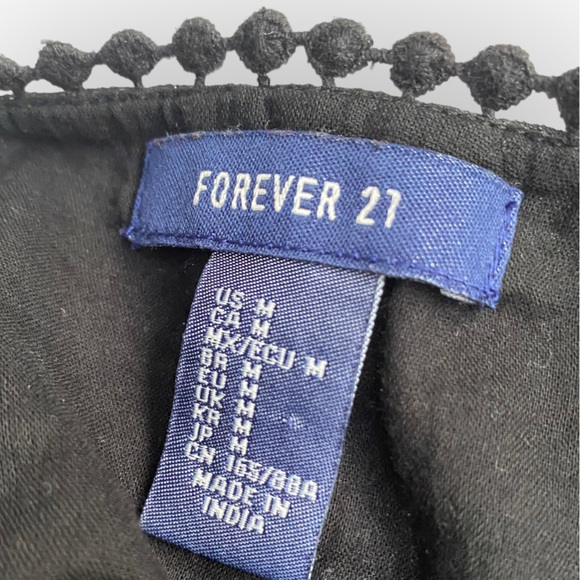 FOREVER 21
US M
CA M
MX/ECU M
BR M
EU M
UK M
KR M
JP M
CN 165/88A
MADE IN
INDIA